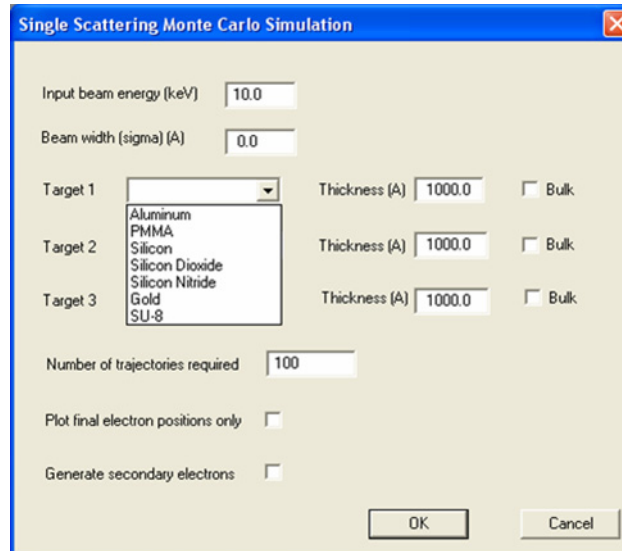 Single Scattering Monte Carlo Simulation
Input beam energy (keV) 10.0
Beam width (sigma) (A) 0.0
Target 1 Thickness (A) 1000.0 Bulk
Aluminum
PMMA
Silicon
Silicon Dioxide
Silicon Nitride
Gold
SU-8
Target 2 Thickness (A) 1000.0 Bulk
Target 3 Thickness (A) 1000.0 Bulk
Number of trajectories required 100
Plot final electron positions only
Generate secondary electrons
OK Cancel